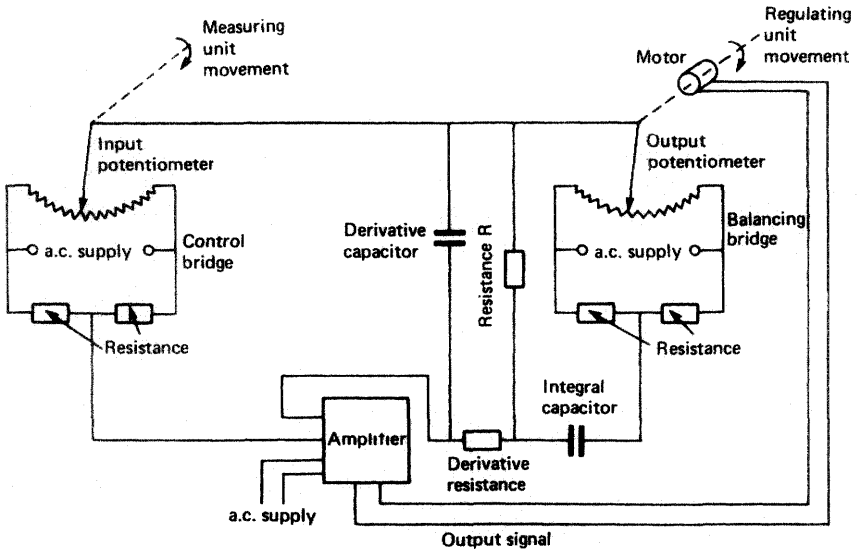 Measuring
unit
movement
Regulating
unit
movement
Motor
Input
potentiometer
Output
potentiometer
a.c. supply
Control
bridge
Derivative
capacitor
Resistance R
a.c. supply
Balancing
bridge
Resistance
Resistance
Integral
capacitor
Amplifier
Derivative
resistance
a.c. supply
Output signal